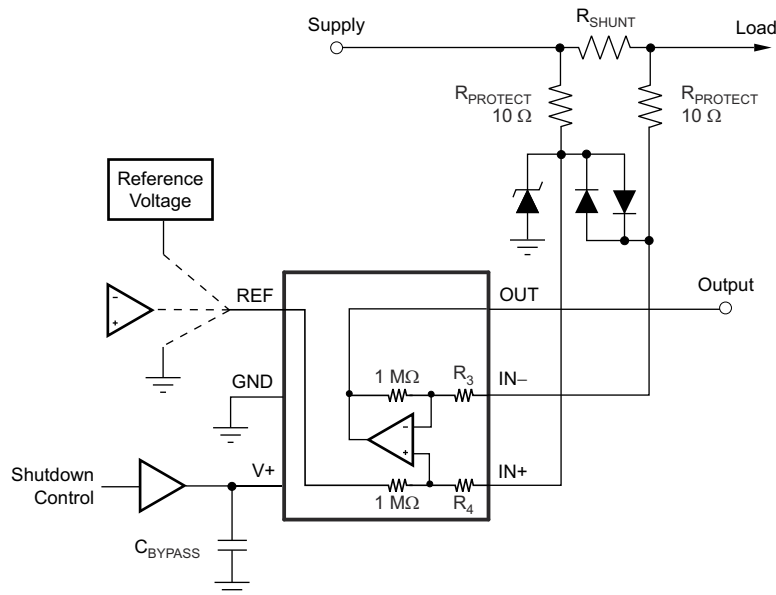 Supply
R_SHUNT
Load
R_PROTECT
10 Ω
R_PROTECT
10 Ω
Reference
Voltage
REF
OUT
Output
GND
1 MΩ
R_3
IN−
-
+
-
+
Shutdown
Control
V+
IN+
1 MΩ
R_4
C_BYPASS